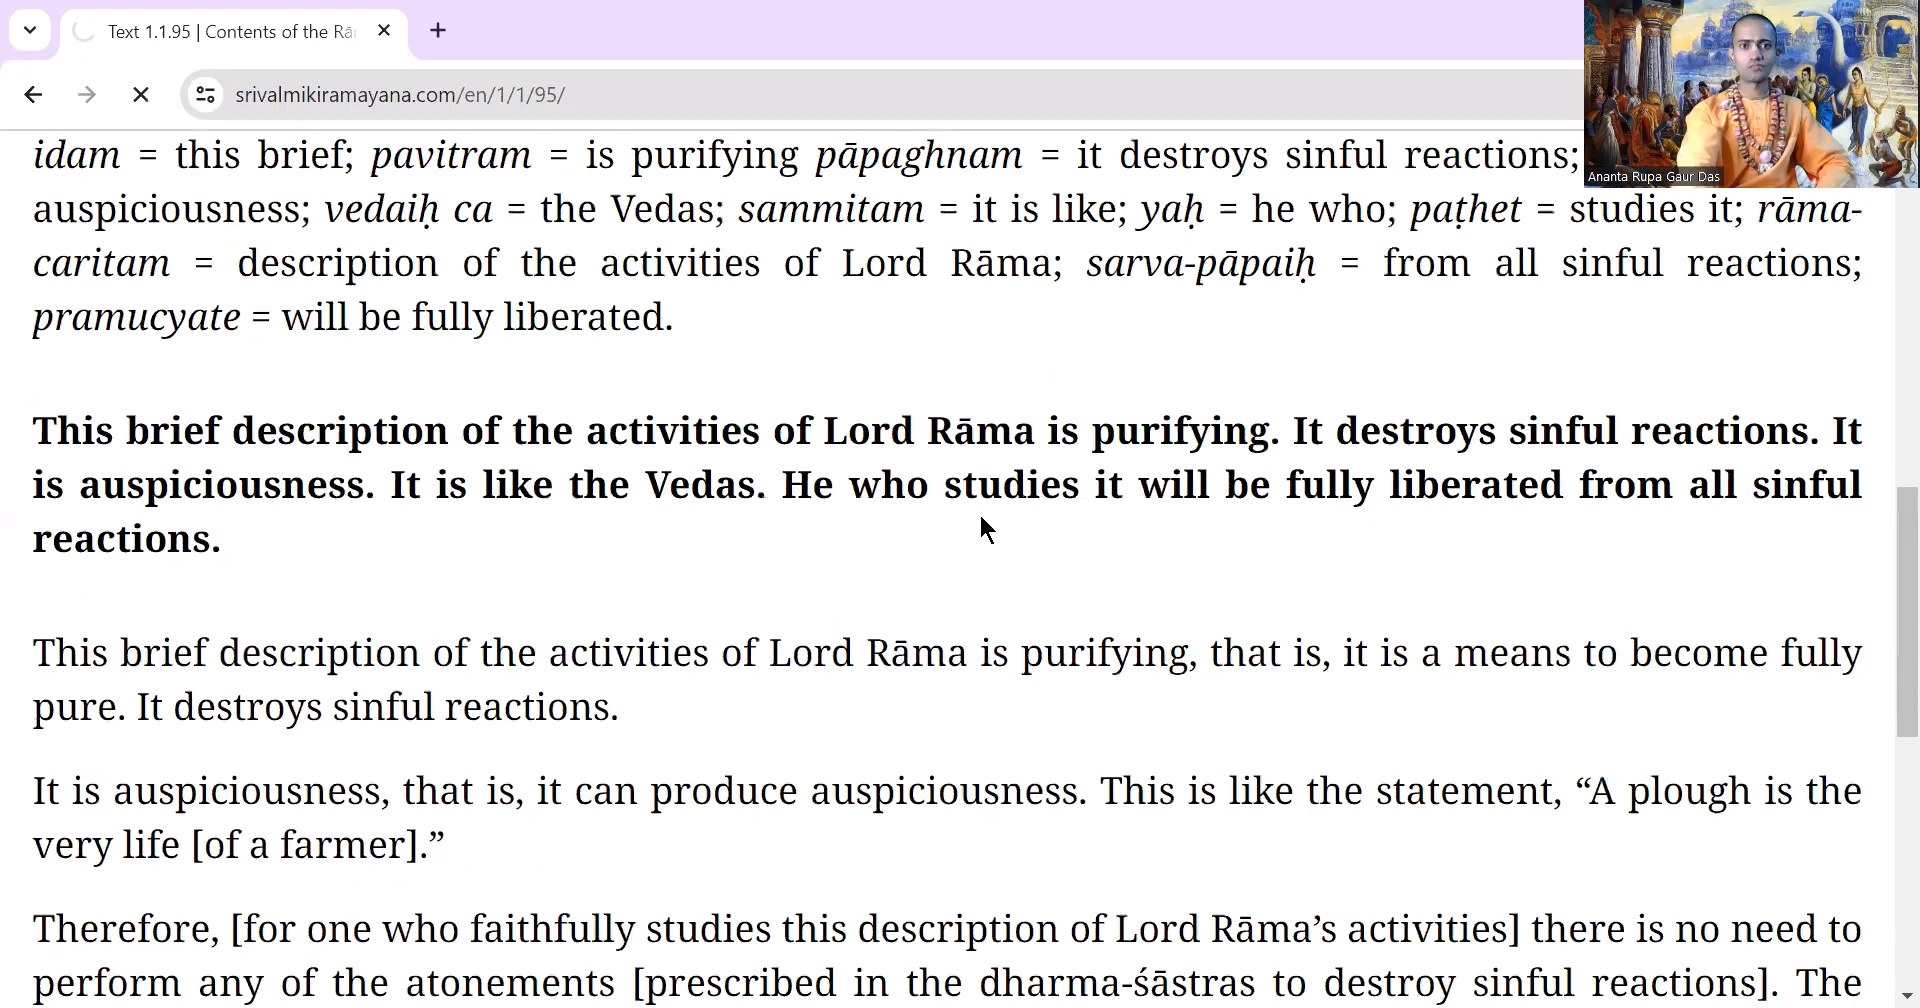 Text 1.1.95 | Contents of the Rā
srivalmikiramayana.com/en/1/1/95/
Ananta Rupa Gaur Das
idam = this brief; pavitram = is purifying pāpaghnam = it destroys sinful reactions;
auspiciousness; vedaiḥ ca = the Vedas; sammitam = it is like; yaḥ = he who; paṭhet = studies it; rāma-
caritam = description of the activities of Lord Rāma; sarva-pāpaiḥ = from all sinful reactions;
pramucyate = will be fully liberated.
This brief description of the activities of Lord Rāma is purifying. It destroys sinful reactions. It
is auspiciousness. It is like the Vedas. He who studies it will be fully liberated from all sinful
reactions.
This brief description of the activities of Lord Rāma is purifying, that is, it is a means to become fully
pure. It destroys sinful reactions.
It is auspiciousness, that is, it can produce auspiciousness. This is like the statement, “A plough is the
very life [of a farmer].”
Therefore, [for one who faithfully studies this description of Lord Rāma’s activities] there is no need to
perform any of the atonements [prescribed in the dharma-śāstras to destroy sinful reactions]. The